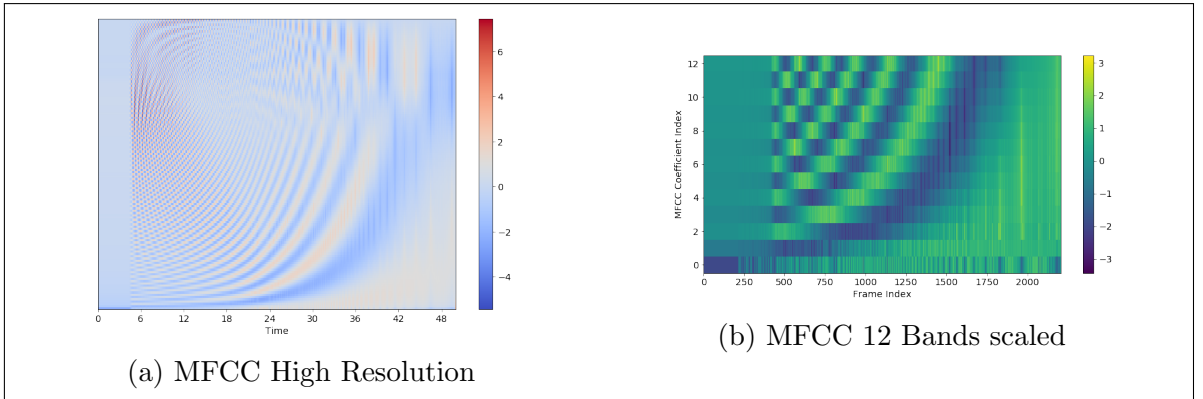 6
4
2
0
−2
−4
0 6 12 18 24 30 36 42 48
Time
(a) MFCC High Resolution
12
10
8
6
4
2
0
MFCC Coefficient Index
0 250 500 750 1000 1250 1500 1750 2000
Frame Index
3
2
1
0
−1
−2
−3
(b) MFCC 12 Bands scaled